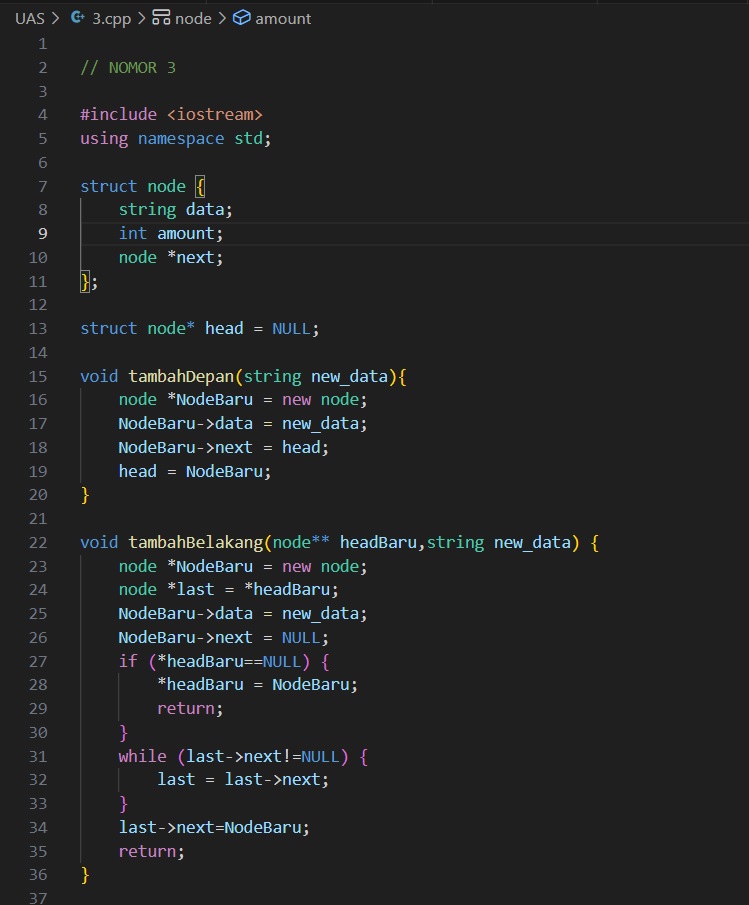 UAS > 3.cpp > node > amount
1
2 // NOMOR 3
3
4 #include <iostream>
5 using namespace std;
6
7 struct node {
8     string data;
9     int amount;
10     node *next;
11 };
12
13 struct node* head = NULL;
14
15 void tambahDepan(string new_data){
16     node *NodeBaru = new node;
17     NodeBaru->data = new_data;
18     NodeBaru->next = head;
19     head = NodeBaru;
20 }
21
22 void tambahBelakang(node** headBaru,string new_data) {
23     node *NodeBaru = new node;
24     node *last = *headBaru;
25     NodeBaru->data = new_data;
26     NodeBaru->next = NULL;
27     if (*headBaru==NULL) {
28         *headBaru = NodeBaru;
29         return;
30     }
31     while (last->next!=NULL) {
32         last = last->next;
33     }
34     last->next=NodeBaru;
35     return;
36 }
37